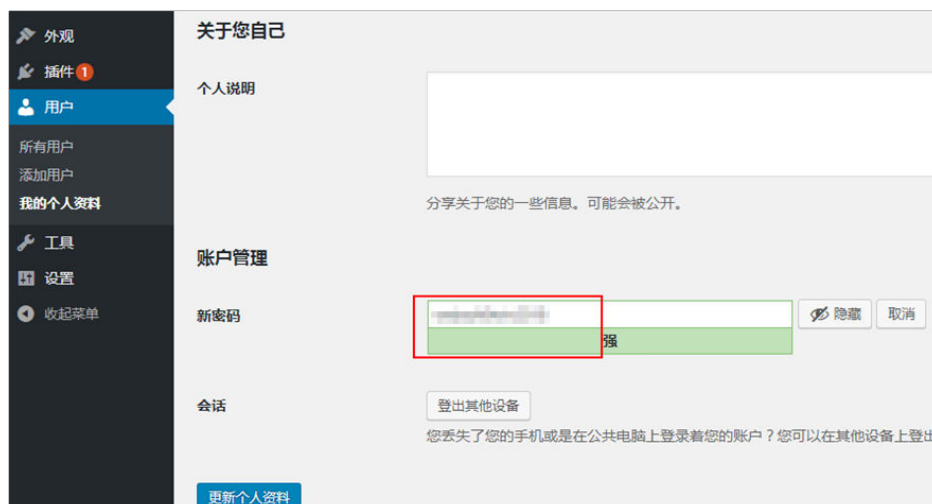 外观
插件 1
用户
所有用户
添加用户
我的个人资料
工具
设置
收起菜单
关于您自己
个人说明
分享关于您的一些信息。可能会被公开。
账户管理
新密码
隐藏 取消
强
会话
登出其他设备
您丢失了您的手机或是在公共电脑上登录着您的账户？您可以在其他设备上登出
更新个人资料